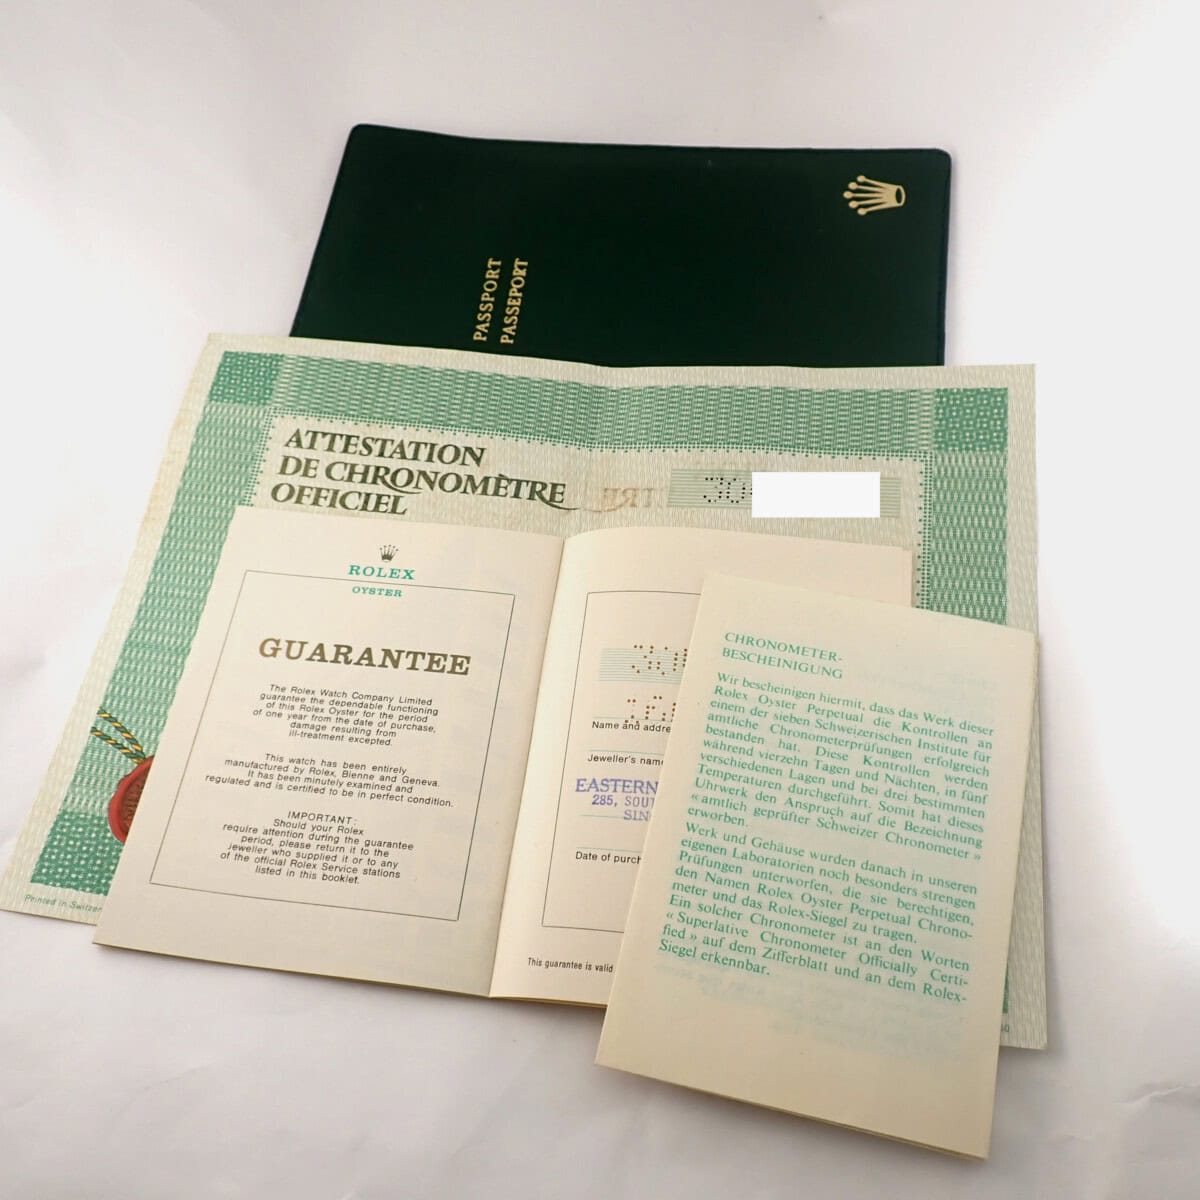 PASSPORT
PASSEPORT
ATTESTATION
DE CHRONOMÈTRE
OFFICIEL
30
ROLEX
OYSTER
GUARANTEE
The Rolex Watch Company Limited
guarantee the dependable functioning
of this Rolex Oyster for the period
of one year from the date of purchase,
damage resulting from
ill-treatment excepted.
This watch has been entirely
manufactured by Rolex, Bienne and Geneva.
It has been minutely examined and
regulated and is certified to be in perfect condition.
IMPORTANT:
Should your Rolex
require attention during the guarantee
period, please return it to the
jeweller who supplied it or to any
of the official Rolex Service stations
listed in this booklet.
Printed in Switzer
Name and addre
Jeweller's name
EASTERN
285, SOUT
SIN
Date of purch
This guarantee is valid
CHRONOMETER-
BESCHEINIGUNG
Wir bescheinigen hiermit, dass das Werk dieser
Rolex Oyster Perpetual die Kontrollen an
einem der sieben Schweizerischen Institute für
amtliche Chronometerprüfungen erfolgreich
bestanden hat. Diese Kontrollen werden
während vierzehn Tagen und Nächten, in fünf
verschiedenen Lagen und bei drei bestimmten
Temperaturen durchgeführt. Somit hat dieses
Uhrwerk den Anspruch auf die Bezeichnung
« amtlich geprüfter Schweizer Chronometer »
erworben.
Werk und Gehäuse wurden danach in unseren
eigenen Laboratorien noch besonders strengen
Prüfungen unterworfen, die sie berechtigen,
den Namen Rolex Oyster Perpetual Chrono-
meter und das Rolex-Siegel zu tragen.
Ein solcher Chronometer ist an den Worten
« Superlative Chronometer Officially Certi-
fied » auf dem Zifferblatt und an dem Rolex-
Siegel erkennbar.